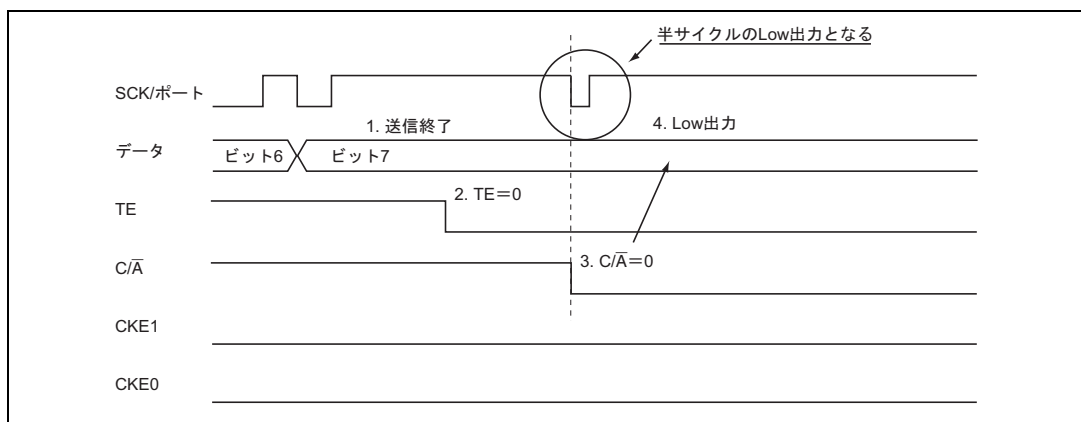 半サイクルのLow出力となる
SCK/ポート
1. 送信終了
4. Low出力
データ
ビット6
ビット7
2. TE＝0
TE
3. C/A̅＝0
C/A̅
CKE1
CKE0